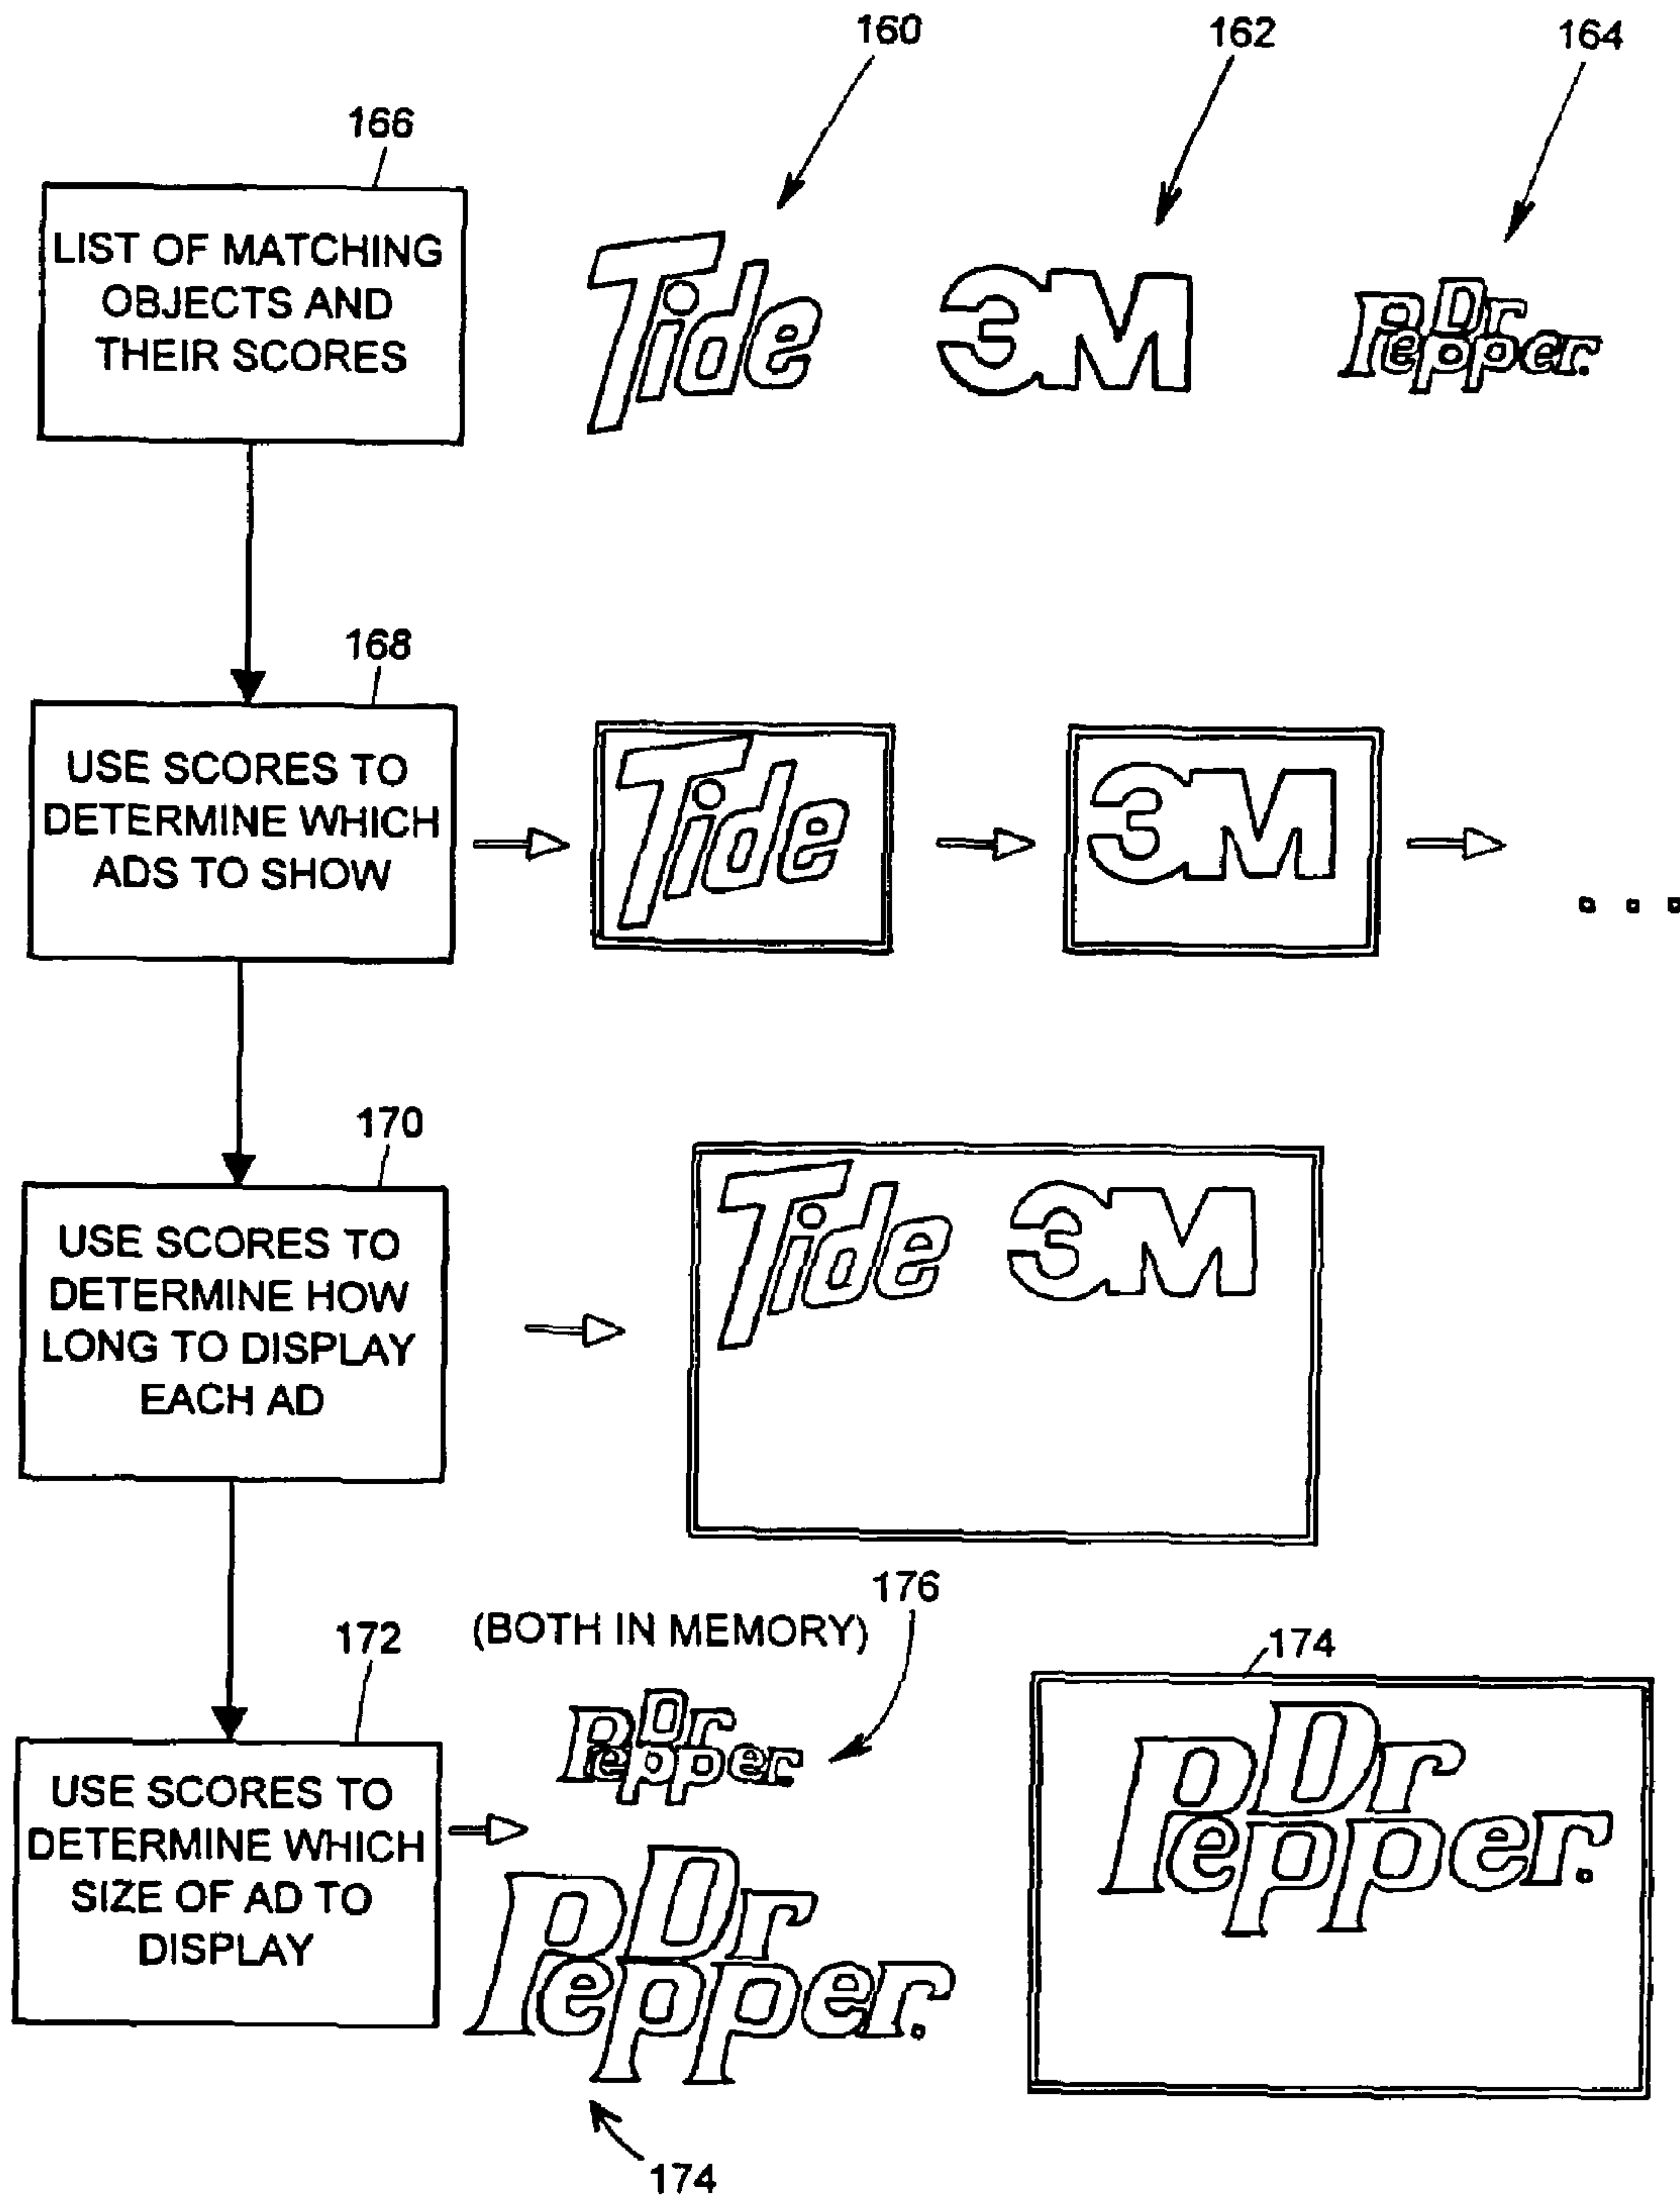 160
162
164
166
LIST OF MATCHING
OBJECTS AND
THEIR SCORES
Tide
3M
Dr
Pepper.
168
USE SCORES TO
DETERMINE WHICH
ADS TO SHOW
Tide
3M
. . .
170
USE SCORES TO
DETERMINE HOW
LONG TO DISPLAY
EACH AD
Tide
3M
172
(BOTH IN MEMORY)
176
174
USE SCORES TO
DETERMINE WHICH
SIZE OF AD TO
DISPLAY
Dr
Pepper.
Dr
Pepper.
174
Dr
Pepper.